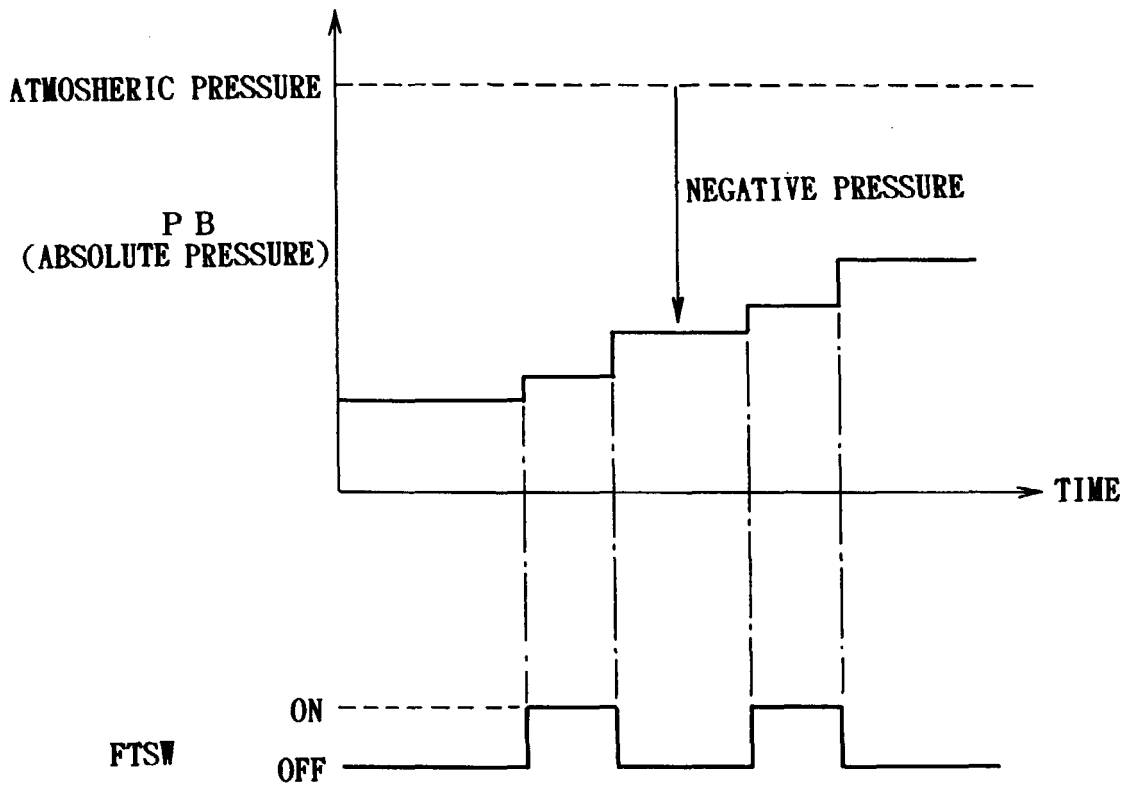 ATMOSHERIC PRESSURE
NEGATIVE PRESSURE
P B
(ABSOLUTE PRESSURE)
TIME
ON
FTSW
OFF